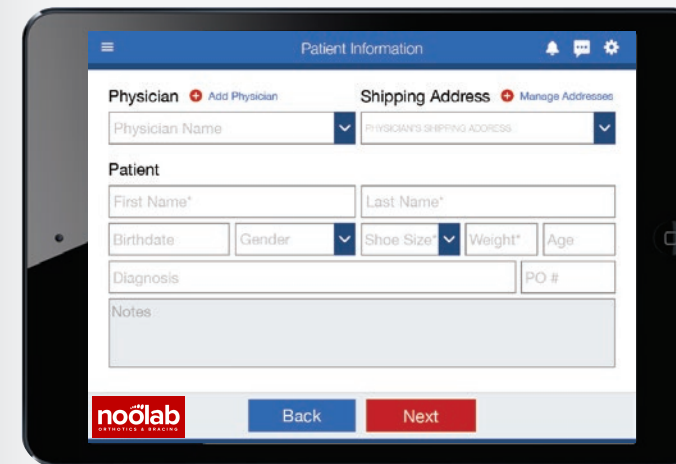 Patient Information
Physician Add Physician
Shipping Address Manage Addresses
Physician Name
PHYSICIAN'S SHIPPING ADDRESS
Patient
First Name*
Last Name*
Birthdate
Gender
Shoe Size*
Weight*
Age
Diagnosis
PO #
Notes
noölab
ORTHOTICS & BRACING
Back
Next